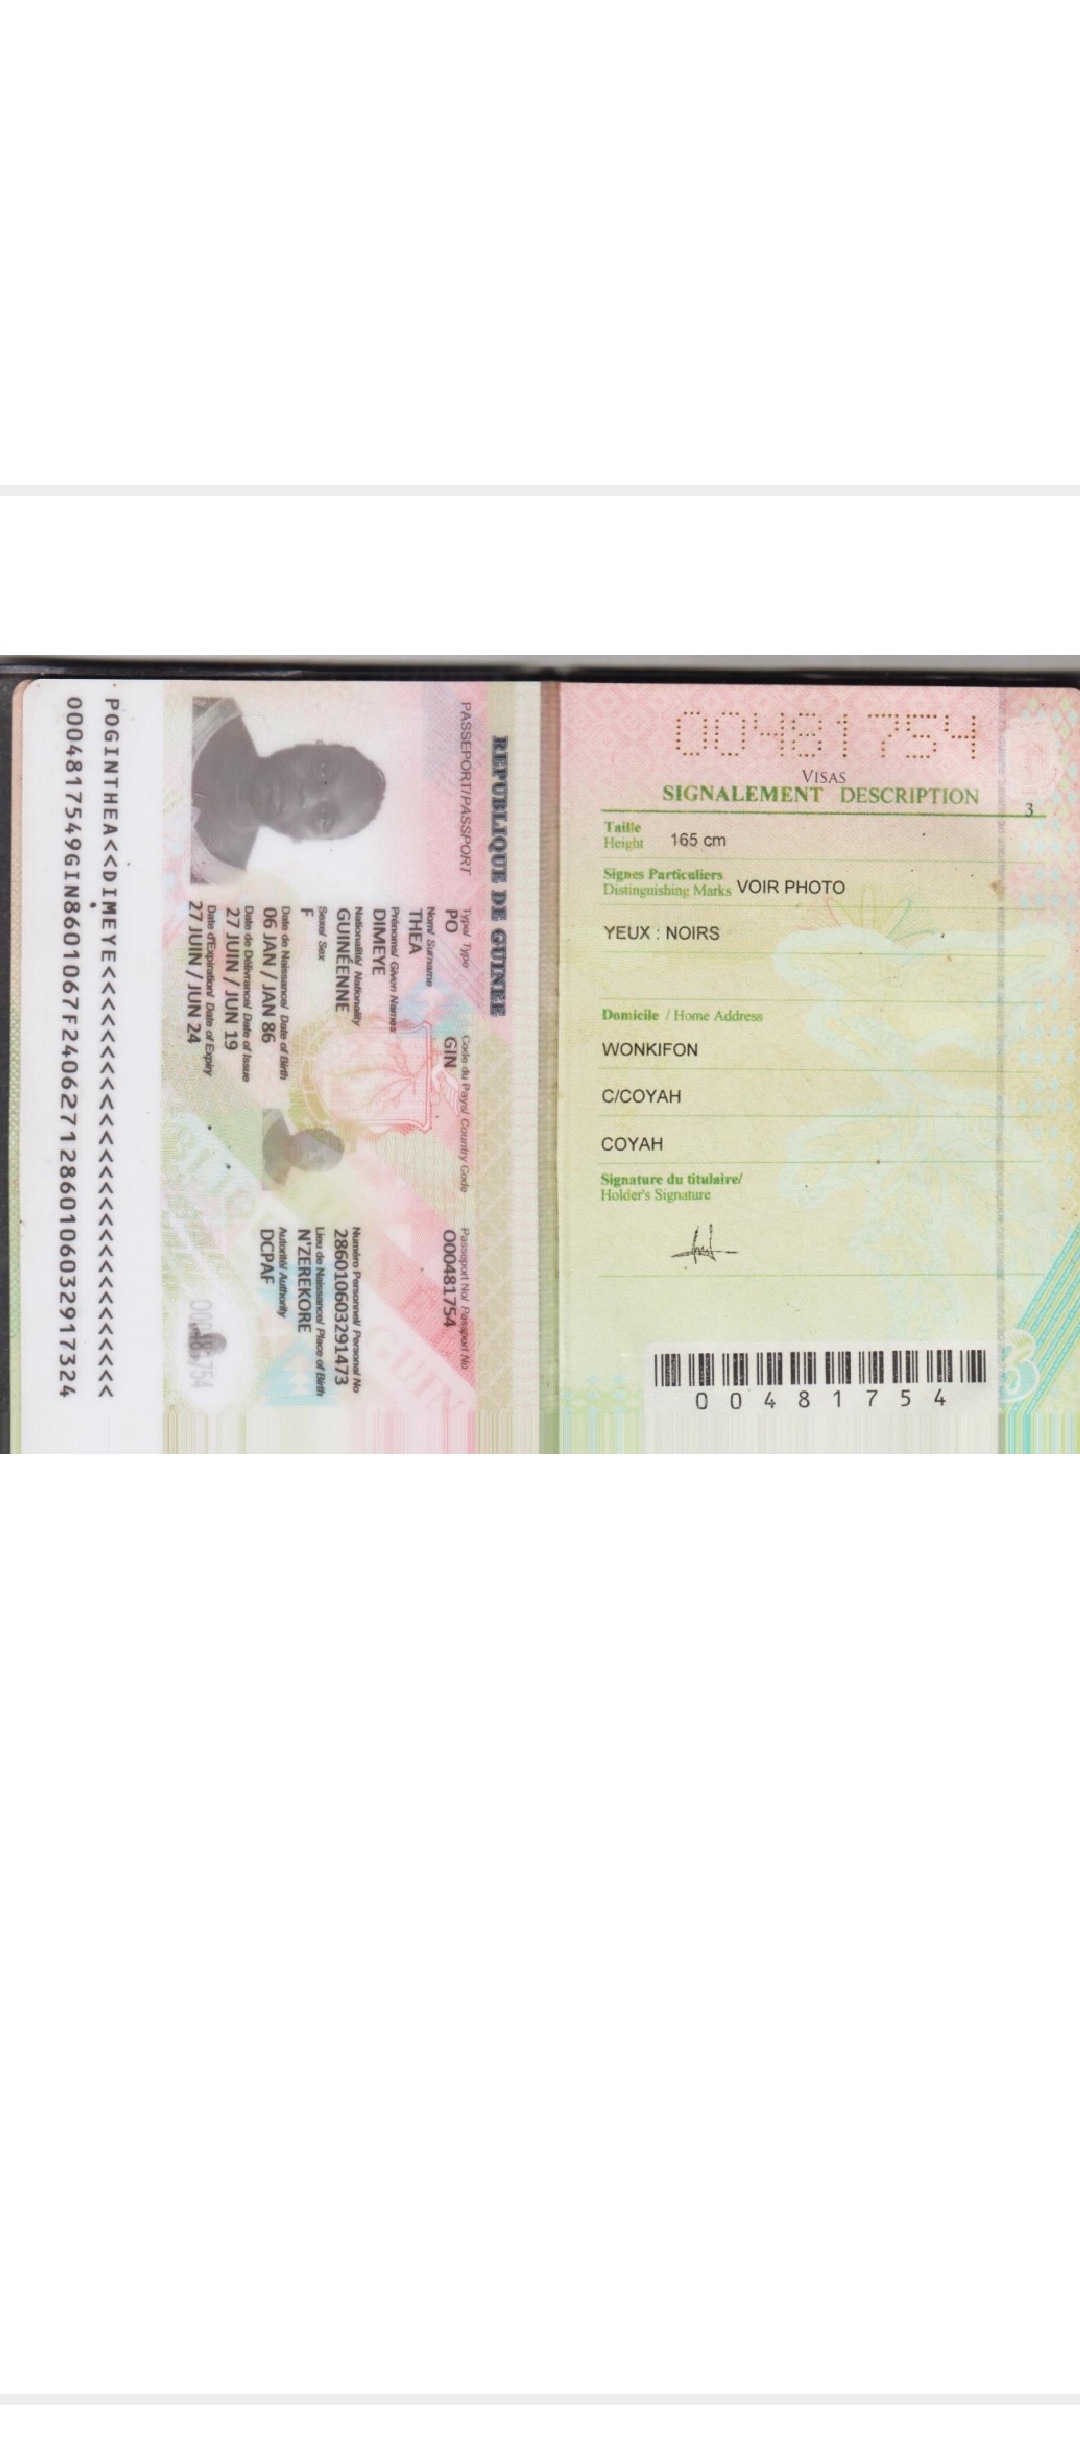 REPUBLIQUE DE GUINEE
PASSEPORT/PASSPORT
Type/ Type
Code du Pays/ Country Code
Passeport No/ Passport No
PO
GIN
O00481754
Nom/ Surname
THEA
Prénoms/ Given Names
DIMEYE
Nationalité/ Nationality
Numéro Personnel/ Personal No
GUINÉENNE
286010603291473
Sexe/ Sex
Lieu de Naissance/ Place of Birth
F
N'ZEREKORE
Date de Naissance/ Date of Birth
Autorité/ Authority
06 JAN / JAN 86
DCPAF
Date de Délivrance/ Date of Issue
27 JUIN / JUN 19
Date d'Expiration/ Date of Expiry
27 JUIN / JUN 24
00481754
POGINTHEA<<DIMEYE<<<<<<<<<<<<<<<<<<<<<<<<<<<
O004817549GIN8601067F24062712860106032917324
00481754
VISAS
SIGNALEMENT DESCRIPTION
3
Taille
Height 165 cm
Signes Particuliers
Distinguishing Marks VOIR PHOTO
YEUX : NOIRS
Domicile / Home Address
WONKIFON
C/COYAH
COYAH
Signature du titulaire/
Holder's Signature
00481754